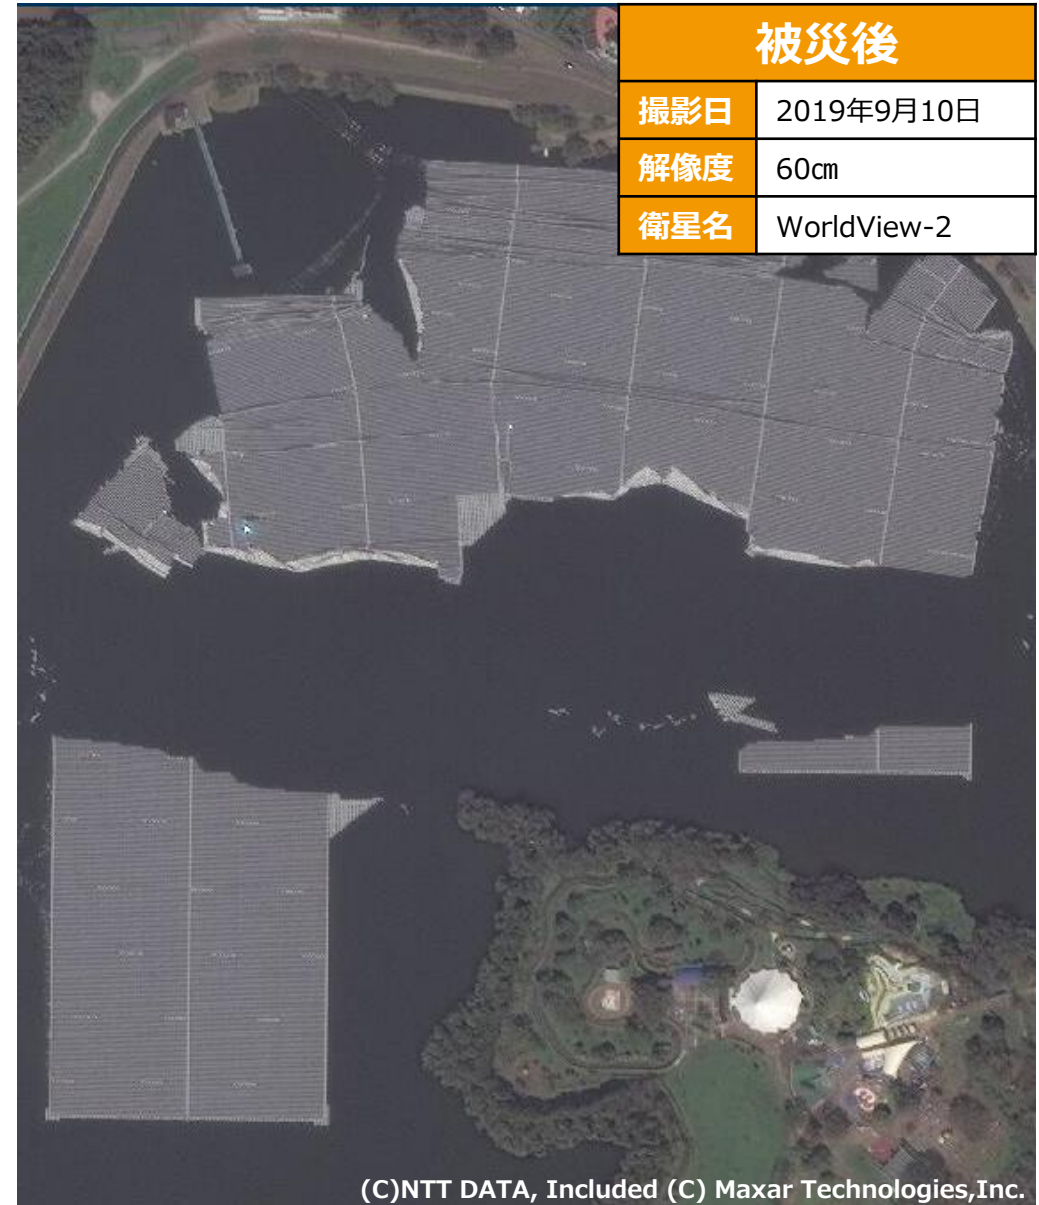 被災後
撮影日 2019年9月10日
解像度 60㎝
衛星名 WorldView-2
(C)NTT DATA, Included (C) Maxar Technologies,Inc.